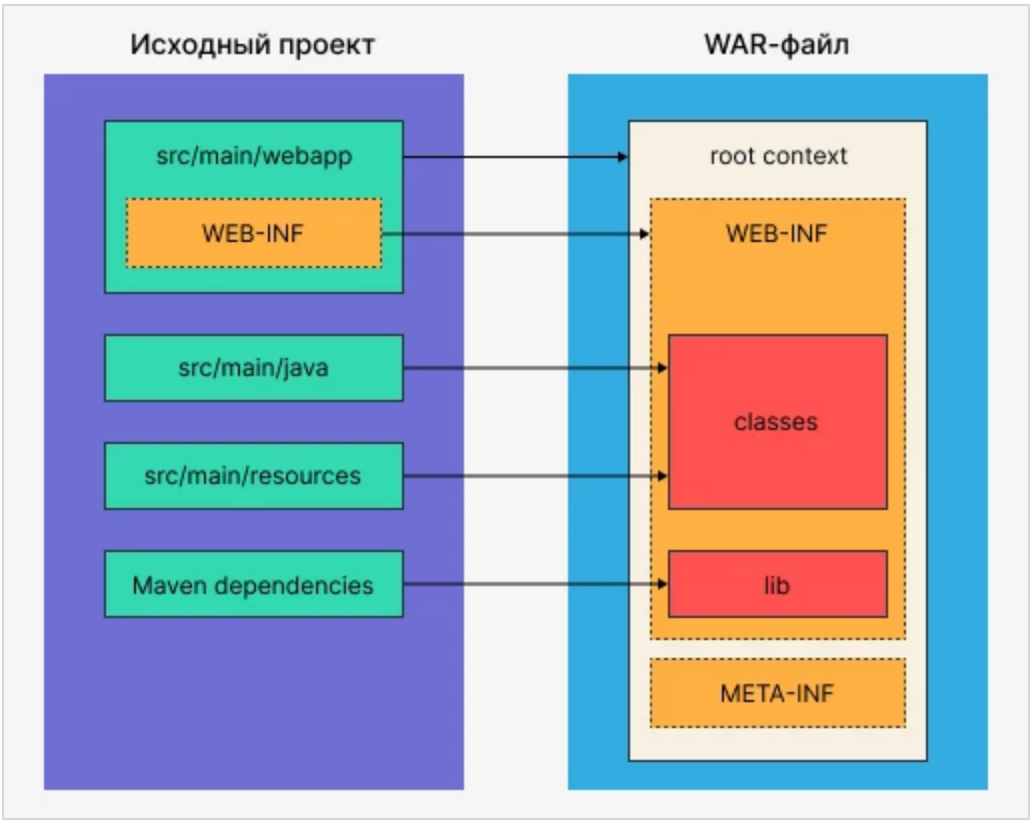 Исходный проект
WAR-файл
src/main/webapp
WEB-INF
src/main/java
src/main/resources
Maven dependencies
root context
WEB-INF
classes
lib
META-INF